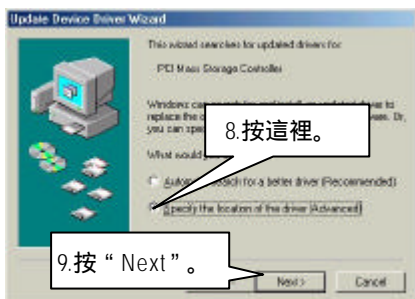 Update Device Driver Wizard
This wizard searches for updated drivers for:
PCI Mass Storage Controller
Windows can
replace the
you can spec
8.按這裡。
What would
Automatic search for a better driver (Recommended)
Specify the location of the driver (Advanced)
9.按“Next”。
Next >
Cancel